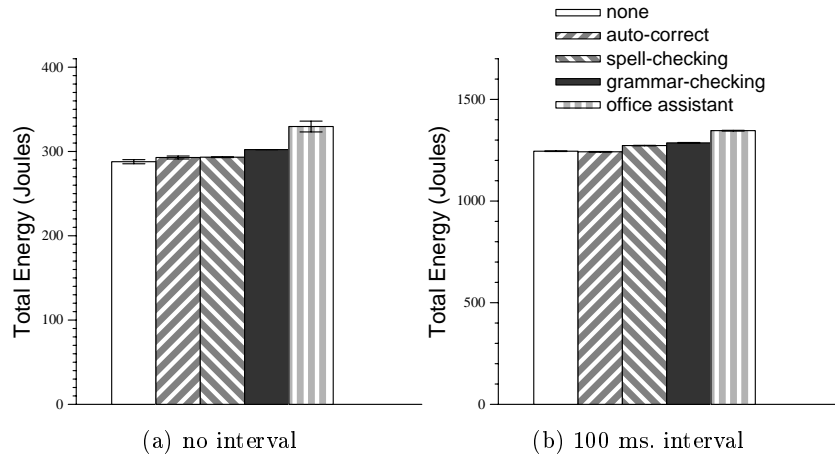 none
auto-correct
spell-checking
grammar-checking
office assistant
Total Energy (Joules)
400
300
200
100
0
(a) no interval
Total Energy (Joules)
1500
1000
500
0
(b) 100 ms. interval